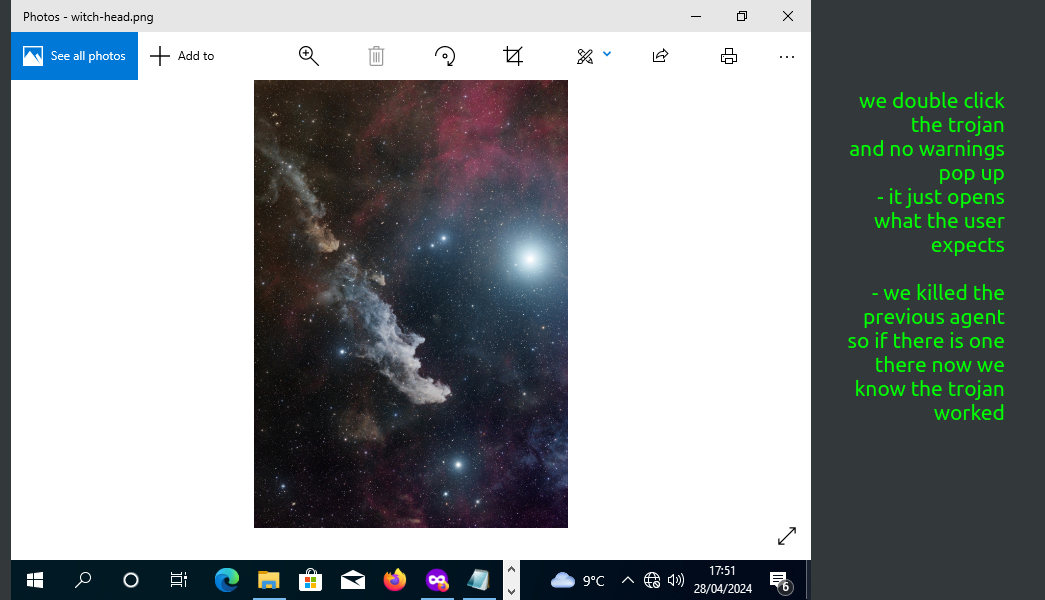 Photos - witch-head.png
See all photos
Add to
we double click
the trojan
and no warnings
pop up
- it just opens
what the user
expects
- we killed the
previous agent
so if there is one
there now we
know the trojan
worked
9°C
17:51
28/04/2024
6